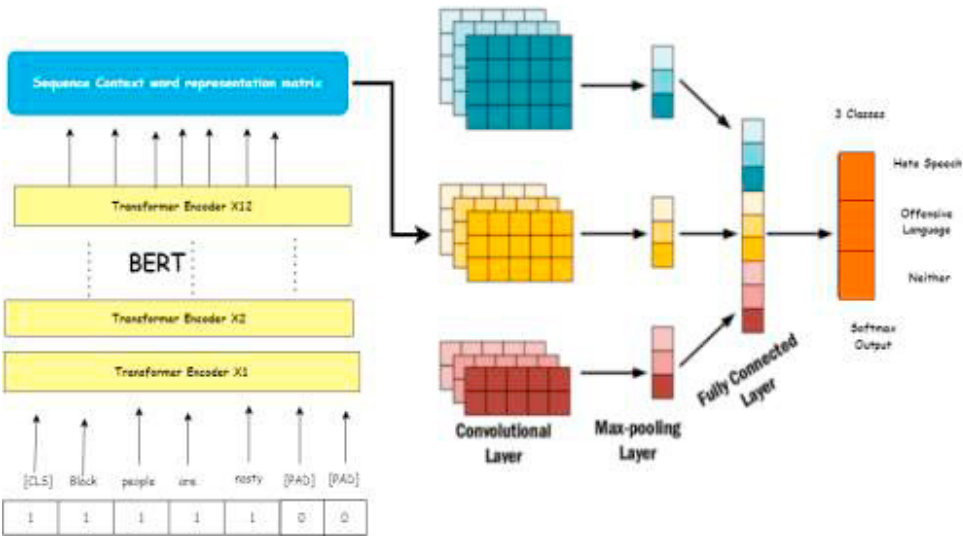 Sequence Context word representation matrix
Transformer Encoder X12
BERT
Transformer Encoder X2
Transformer Encoder X1
[CLS] Black people are nasty [PAD] [PAD]
1 1 1 1 1 0 0
Convolutional
Layer
Max-pooling
Layer
Fully Connected
Layer
3 Classes
Hate Speech
Offensive
Language
Neither
Softmax
Output